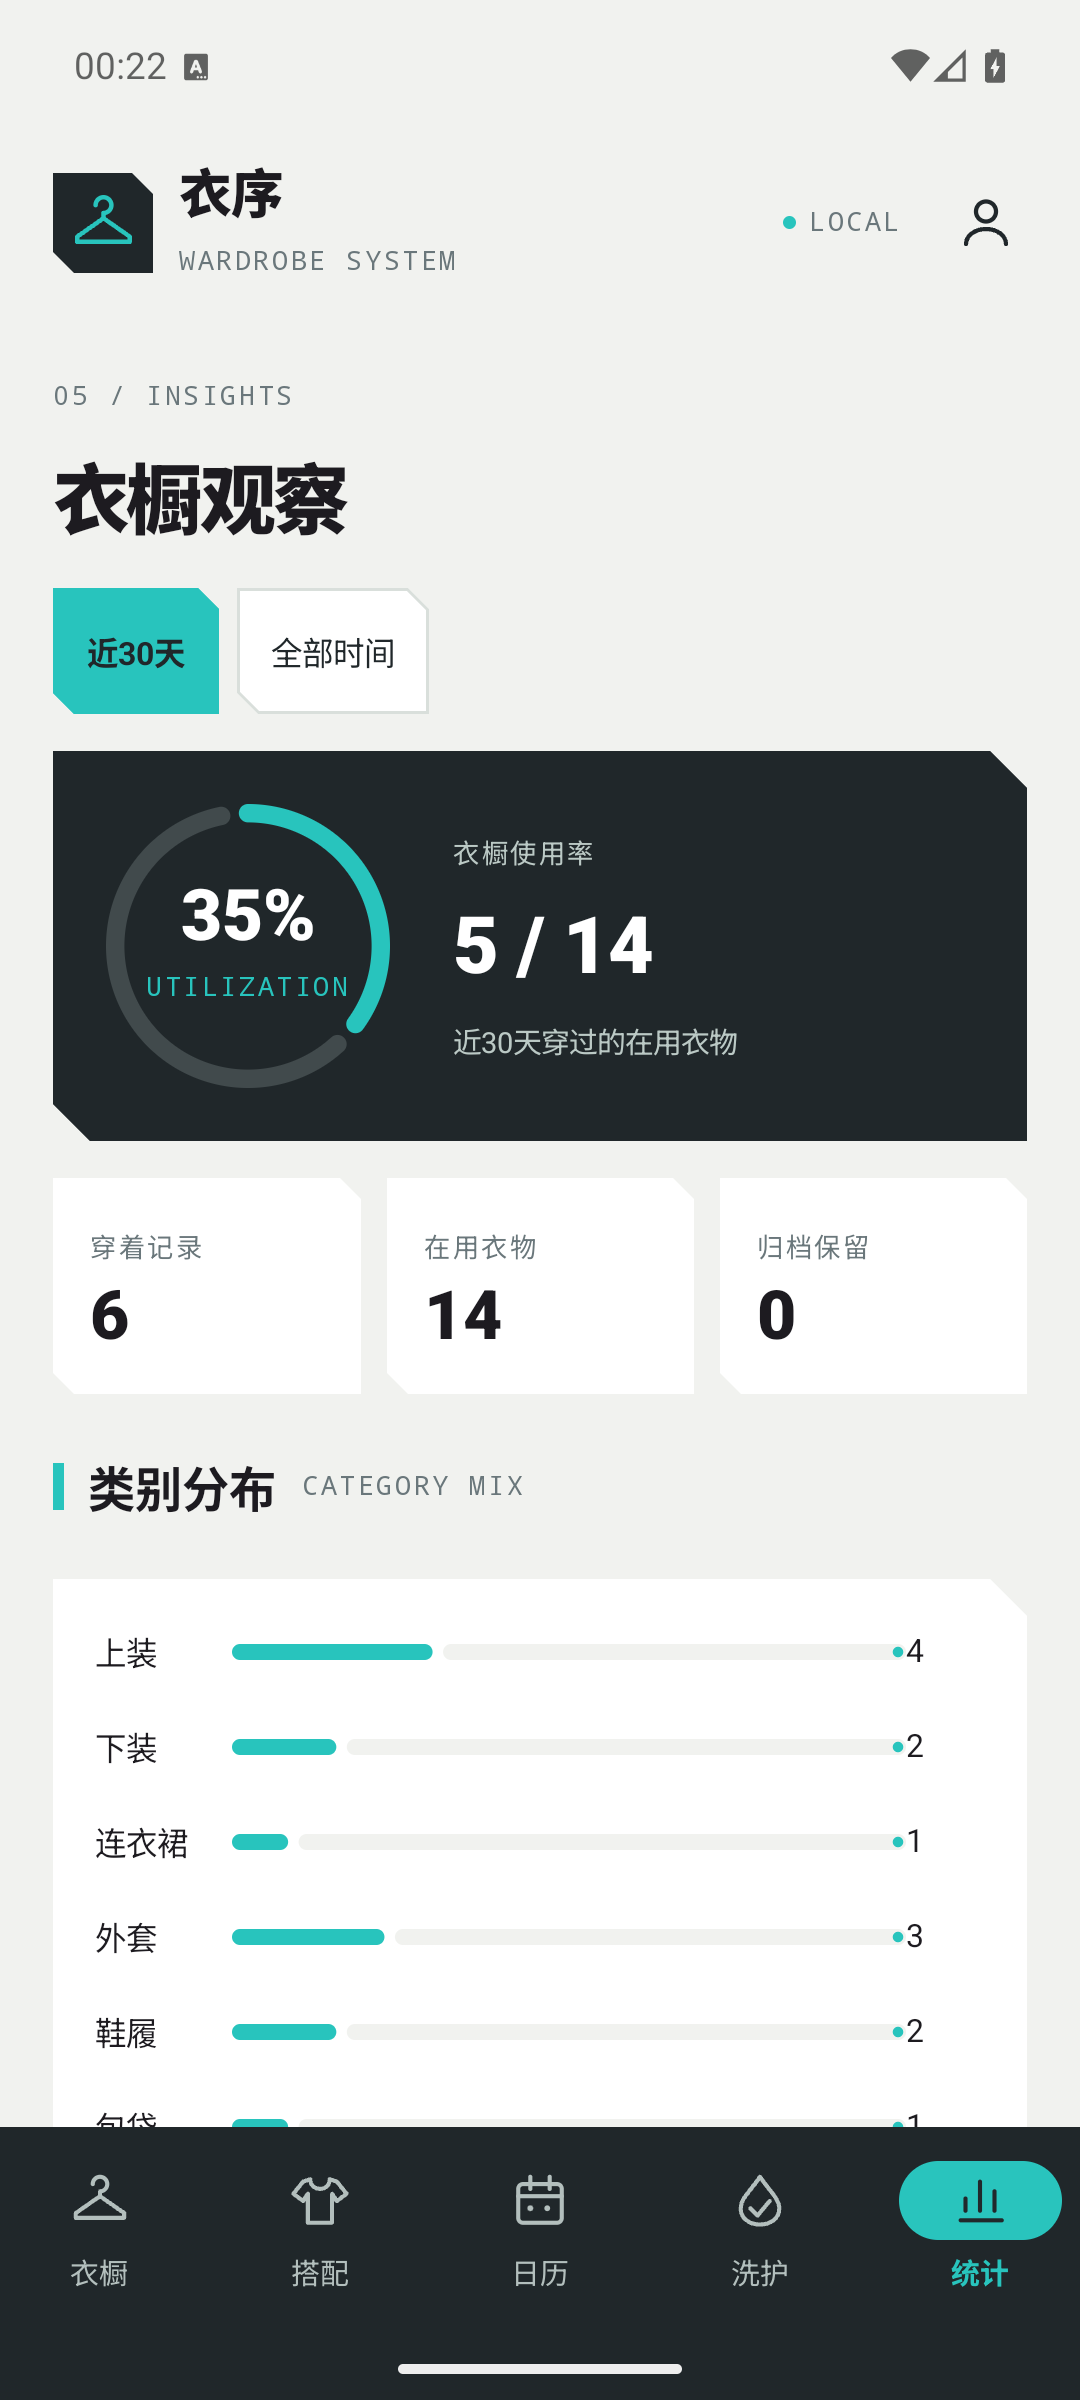 00:22
衣序
WARDROBE SYSTEM
LOCAL
05 / INSIGHTS
衣橱观察
近30天
全部时间
35%
UTILIZATION
衣橱使用率
5 / 14
近30天穿过的在用衣物
穿着记录
6
在用衣物
14
归档保留
0
类别分布 CATEGORY MIX
上装 4
下装 2
连衣裙 1
外套 3
鞋履 2
包袋 1
衣橱
搭配
日历
洗护
统计